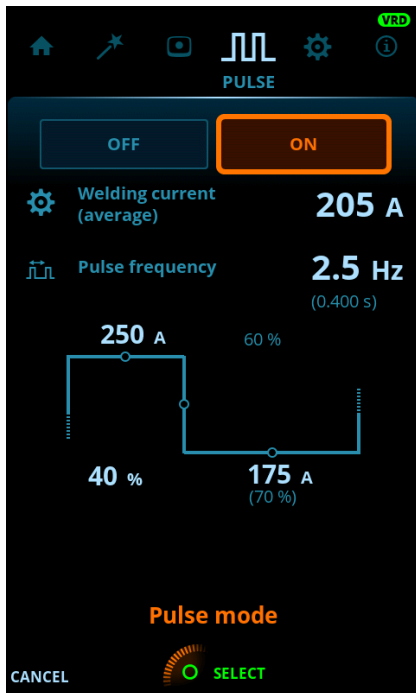 VRD
PULSE
OFF ON
Welding current
(average)
205 A
Pulse frequency
2.5 Hz
(0.400 s)
250 A 60 %
40 % 175 A
(70 %)
Pulse mode
CANCEL SELECT